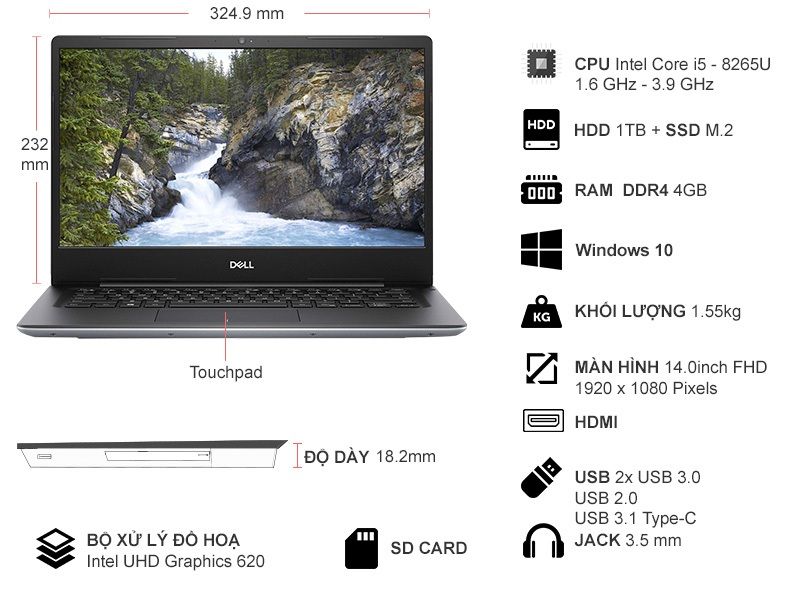 324.9 mm
232
mm
DELL
Touchpad
ĐỘ DÀY 18.2mm
BỘ XỬ LÝ ĐỒ HOẠ
Intel UHD Graphics 620
SD CARD
CPU Intel Core i5 - 8265U
1.6 GHz - 3.9 GHz
HDD
HDD 1TB + SSD M.2
RAM DDR4 4GB
Windows 10
KG
KHỐI LƯỢNG 1.55kg
MÀN HÌNH 14.0inch FHD
1920 x 1080 Pixels
HDMI
USB 2x USB 3.0
USB 2.0
USB 3.1 Type-C
JACK 3.5 mm